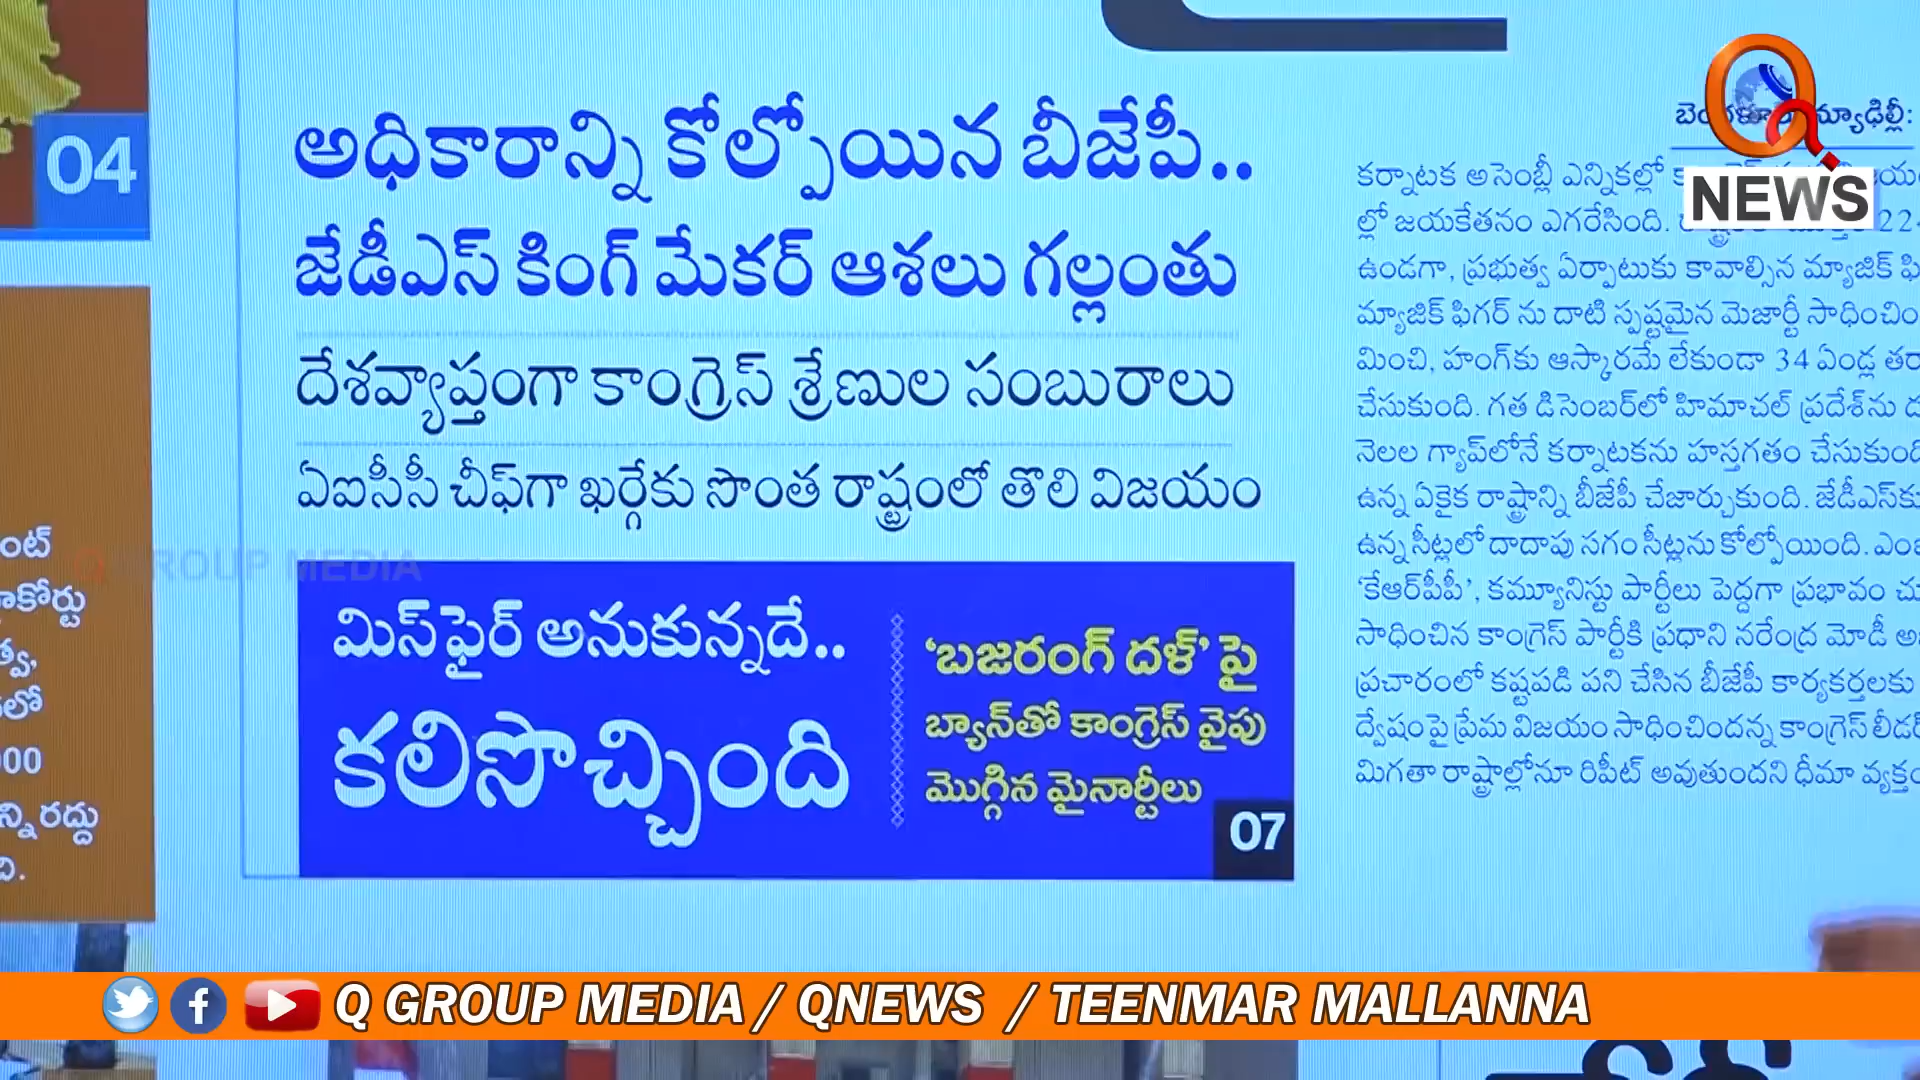 04
అధికారాన్ని కోల్పోయిన బీజేపీ..
జేడీఎస్ కింగ్ మేకర్ ఆశలు గల్లంతు
దేశవ్యాప్తంగా కాంగ్రెస్ శ్రేణుల సంబురాలు
ఏఐసీసీ చీఫ్‌గా ఖర్గేకు సొంత రాష్ట్రంలో తొలి విజయం
మిస్‌ఫైర్ అనుకున్నదే..
కలిసొచ్చింది
‘బజరంగ్ దళ్’ పై
బ్యాన్‌తో కాంగ్రెస్ వైపు
మొగ్గిన మైనార్టీలు
07
న్యూఢిల్లీ:
కర్నాటక అసెంబ్లీ ఎన్నికల్లో
ల్లో జయకేతనం ఎగరేసింది.
ఉండగా, ప్రభుత్వ ఏర్పాటుకు కావాల్సిన మ్యాజిక్
మ్యాజిక్ ఫిగర్ ను దాటి స్పష్టమైన మెజార్టీ
మించి, హంగ్‌కు ఆస్కారమే లేకుండా 34 ఏండ్ల
చేసుకుంది. గత డిసెంబర్‌లో హిమాచల్ ప్రదేశ్‌ను
నెలల గ్యాప్‌లోనే కర్నాటకను హస్తగతం
ఉన్న ఏకైక రాష్ట్రాన్ని బీజేపీ చేజార్చుకుంది.
ఉన్న సీట్లలో దాదాపు సగం సీట్లను కోల్పోయింది.
‘కేఆర్‌పీపీ’, కమ్యూనిస్టు పార్టీలు పెద్దగా ప్రభావం
సాధించిన కాంగ్రెస్ పార్టీకి ప్రధాని నరేంద్ర మోడీ
ప్రచారంలో కష్టపడి పని చేసిన బీజేపీ కార్యకర్తలకు
ద్వేషంపై ప్రేమ విజయం సాధించిందన్న కాంగ్రెస్
మిగతా రాష్ట్రాల్లోనూ రిపీట్ అవుతుందని ధీమా
Q NEWS
Q GROUP MEDIA
Q GROUP MEDIA / QNEWS / TEENMAR MALLANNA